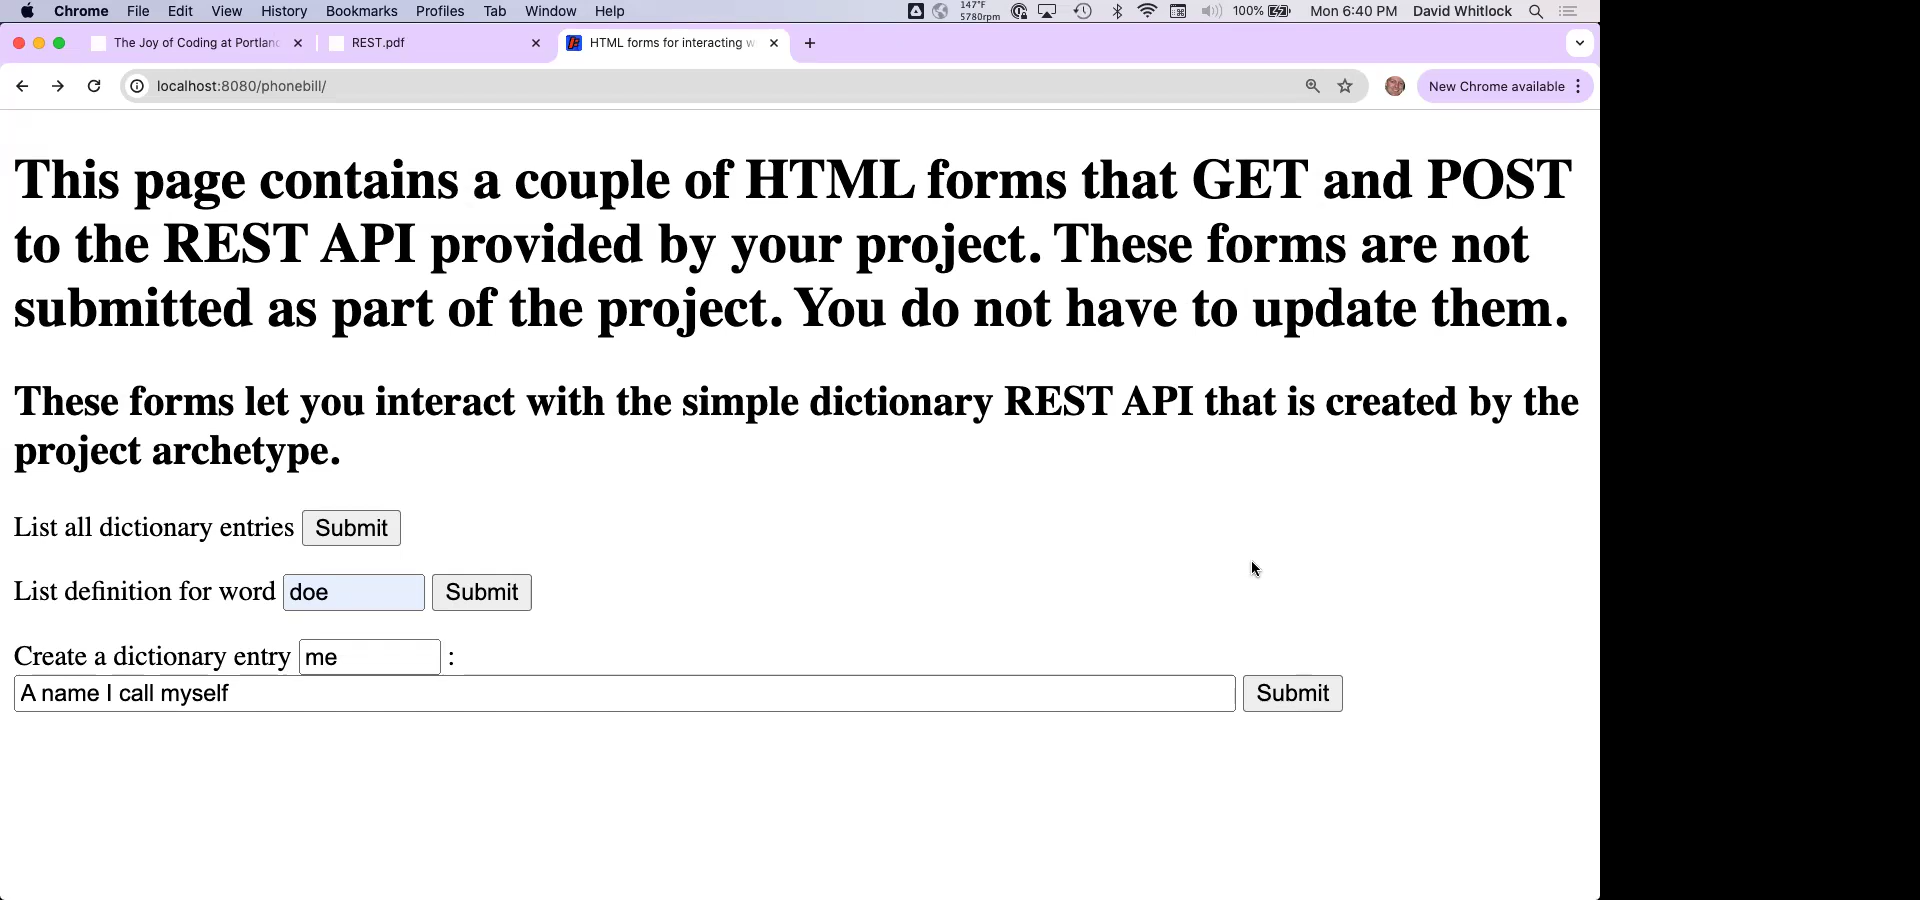 Chrome File Edit View History Bookmarks Profiles Tab Window Help 147°F 5780rpm 100% Mon 6:40 PM David Whitlock
The Joy of Coding at Portlan REST.pdf HTML forms for interacting w
localhost:8080/phonebill/ New Chrome available
This page contains a couple of HTML forms that GET and POST
to the REST API provided by your project. These forms are not
submitted as part of the project. You do not have to update them.
These forms let you interact with the simple dictionary REST API that is created by the
project archetype.
List all dictionary entries Submit
List definition for word doe Submit
Create a dictionary entry me :
A name I call myself Submit